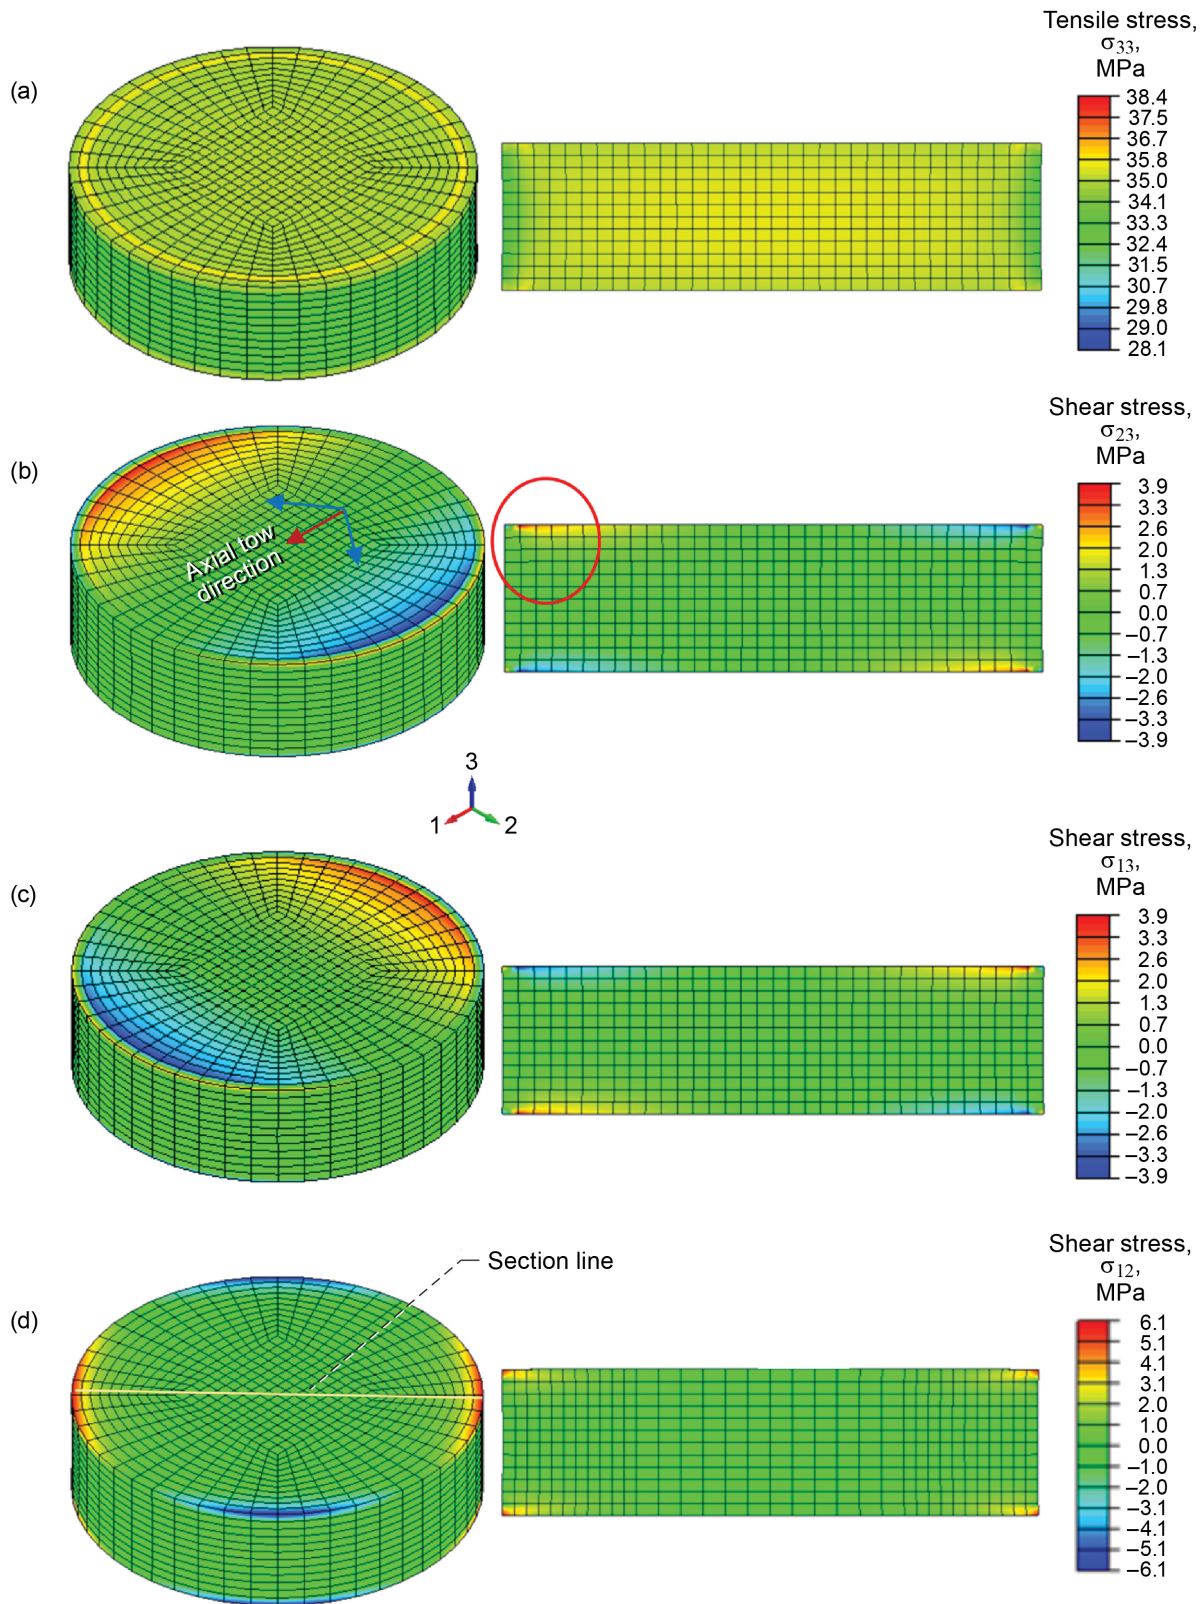 Tensile stress,
σ33,
MPa
(a)
38.4
37.5
36.7
35.8
35.0
34.1
33.3
32.4
31.5
30.7
29.8
29.0
28.1
Shear stress,
σ23,
MPa
(b)
Axial tow
direction
3.9
3.3
2.6
2.0
1.3
0.7
0.0
–0.7
–1.3
–2.0
–2.6
–3.3
–3.9
3
1
2
Shear stress,
σ13,
MPa
(c)
3.9
3.3
2.6
2.0
1.3
0.7
0.0
–0.7
–1.3
–2.0
–2.6
–3.3
–3.9
Shear stress,
σ12,
MPa
Section line
(d)
6.1
5.1
4.1
3.1
2.0
1.0
0.0
–1.0
–2.0
–3.1
–4.1
–5.1
–6.1